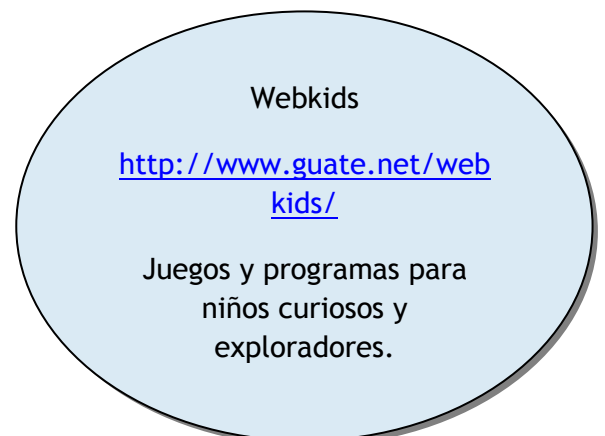 Webkids
http://www.guate.net/web
kids/
Juegos y programas para
niños curiosos y
exploradores.